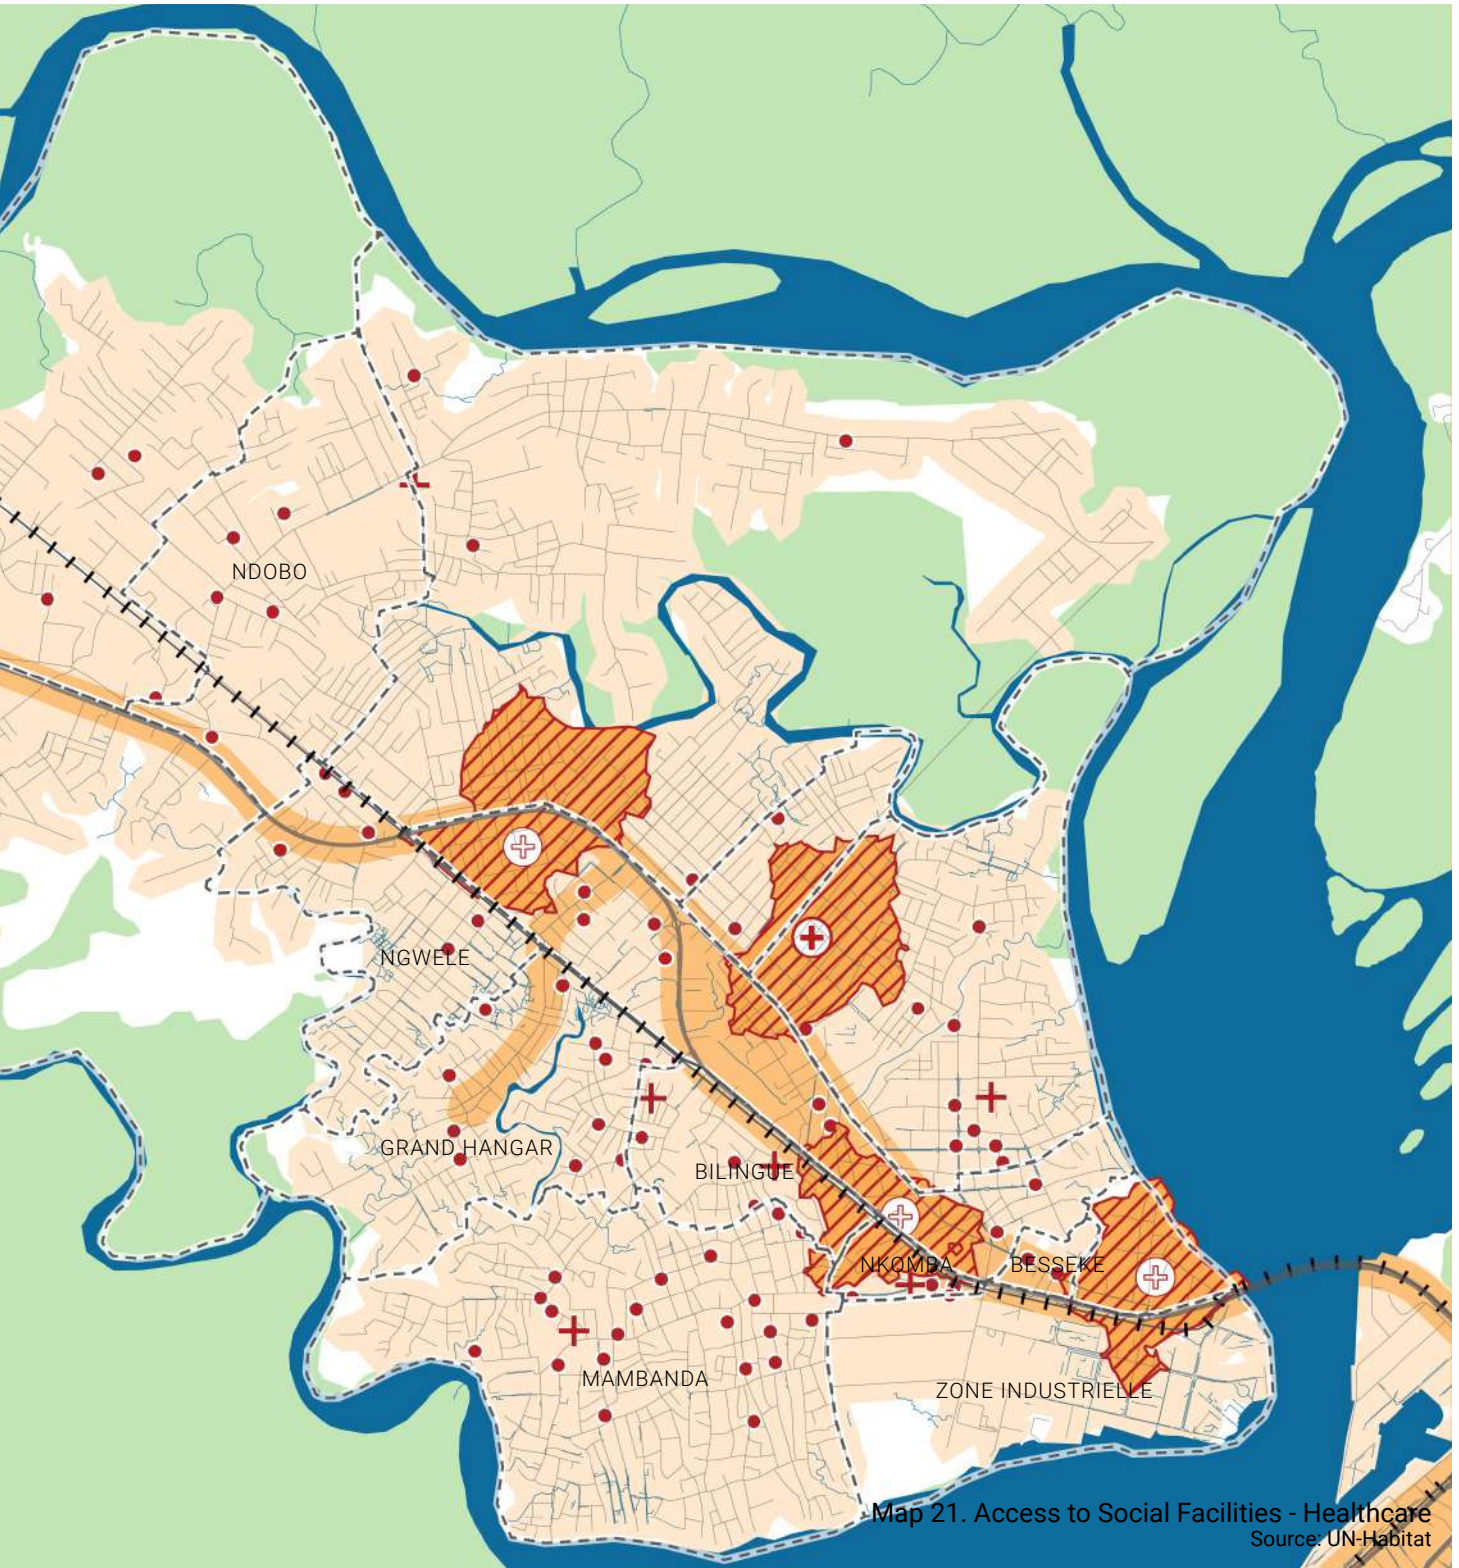 NDOBO
NGWELE
GRAND HANGAR
BILINGUE
NKOMBA
BESSEKE
MAMBANDA
ZONE INDUSTRIELLE
Map 21. Access to Social Facilities - Healthcare
Source: UN-Habitat